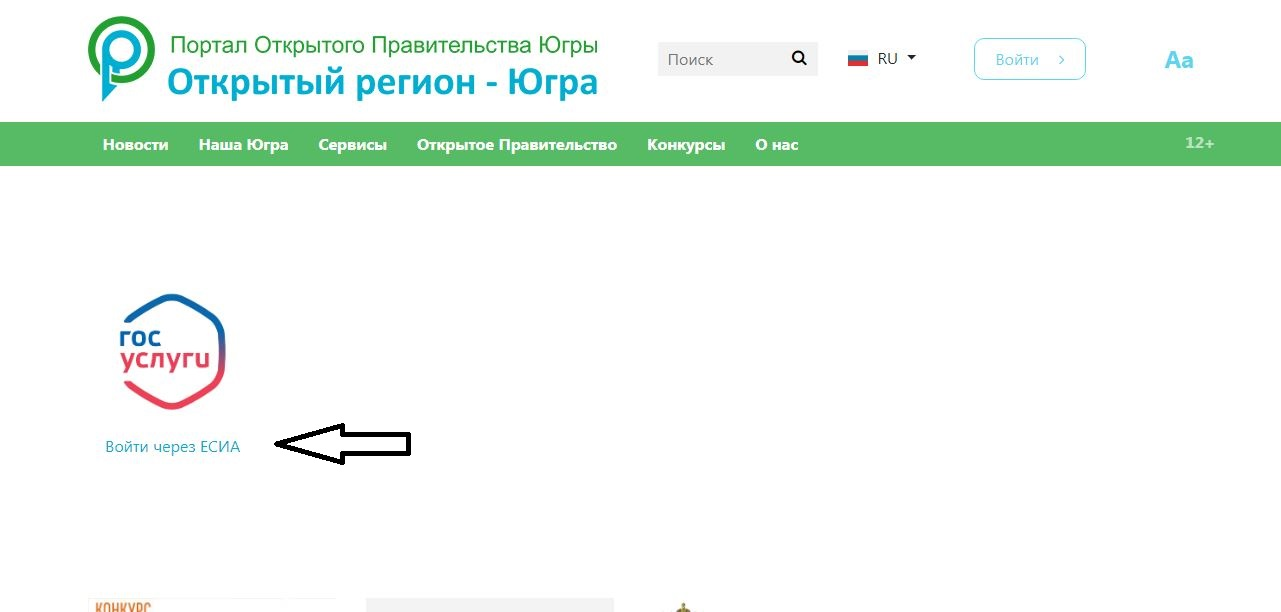 Портал Открытого Правительства Югры
Открытый регион - Югра
Поиск
RU
Войти
Aa
Новости
Наша Югра
Сервисы
Открытое Правительство
Конкурсы
О нас
12+
гос
услуги
Войти через ЕСИА
КОНКУРС